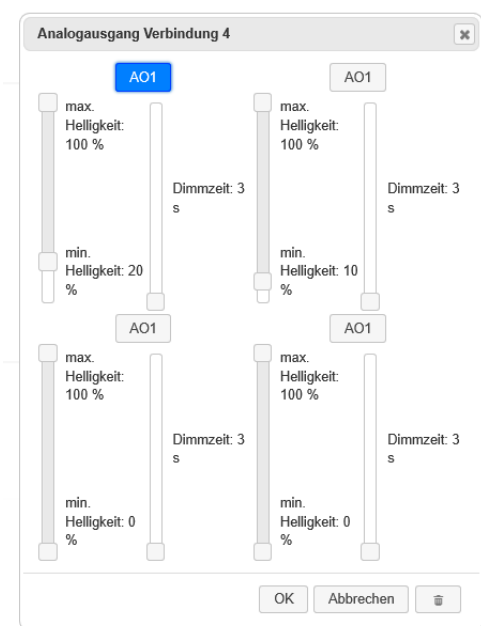 Analogausgang Verbindung 4
AO1
max.
Helligkeit:
100 %
Dimmzeit: 3
s
min.
Helligkeit: 20
%
AO1
max.
Helligkeit:
100 %
Dimmzeit: 3
s
min.
Helligkeit: 10
%
AO1
max.
Helligkeit:
100 %
Dimmzeit: 3
s
min.
Helligkeit: 0
%
AO1
max.
Helligkeit:
100 %
Dimmzeit: 3
s
min.
Helligkeit: 0
%
OK
Abbrechen